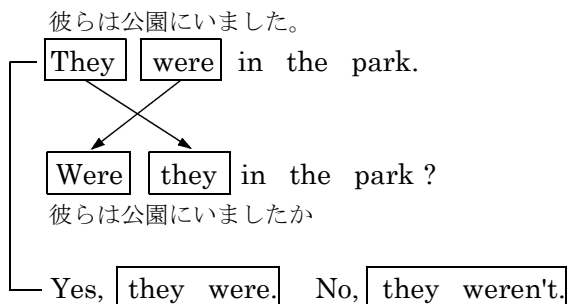 彼らは公園にいました。
They were in the park.
Were they in the park ?
彼らは公園にいましたか
Yes, they were. No, they weren't.